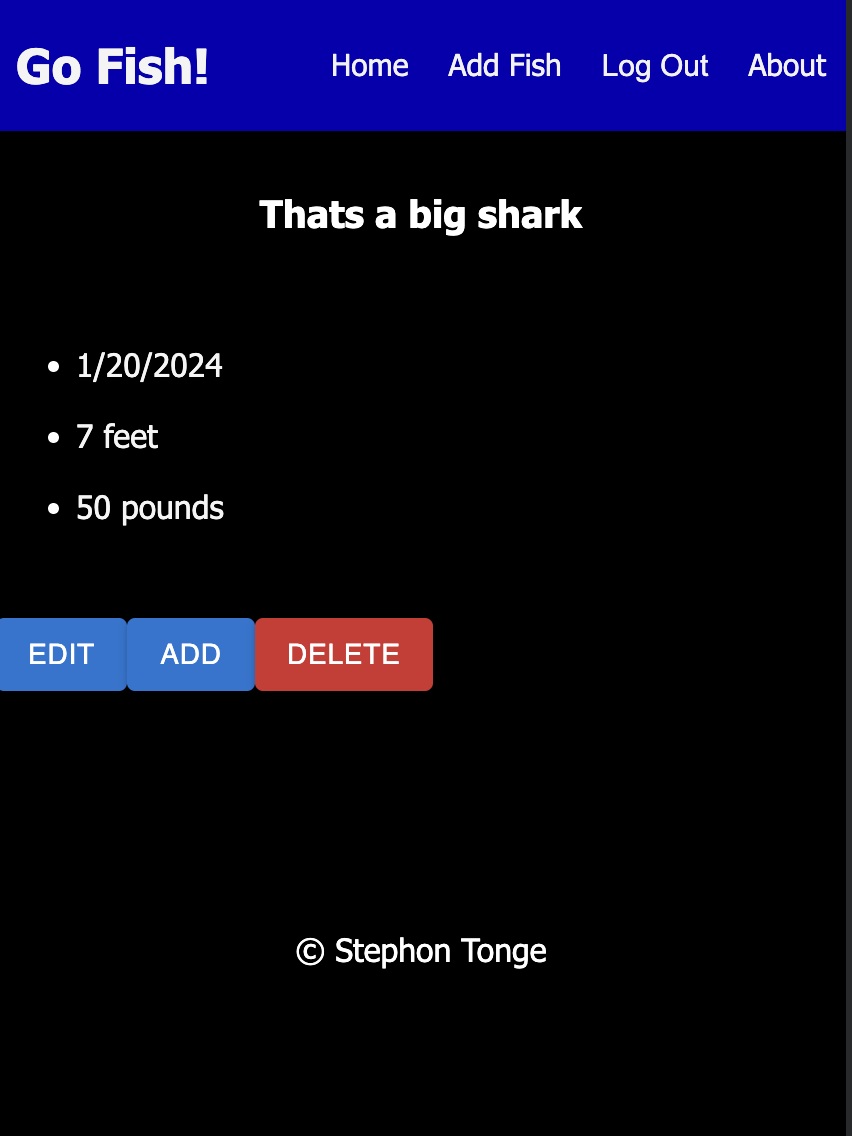 Go Fish!
Home Add Fish Log Out About
Thats a big shark
• 1/20/2024
• 7 feet
• 50 pounds
EDIT ADD DELETE
© Stephon Tonge